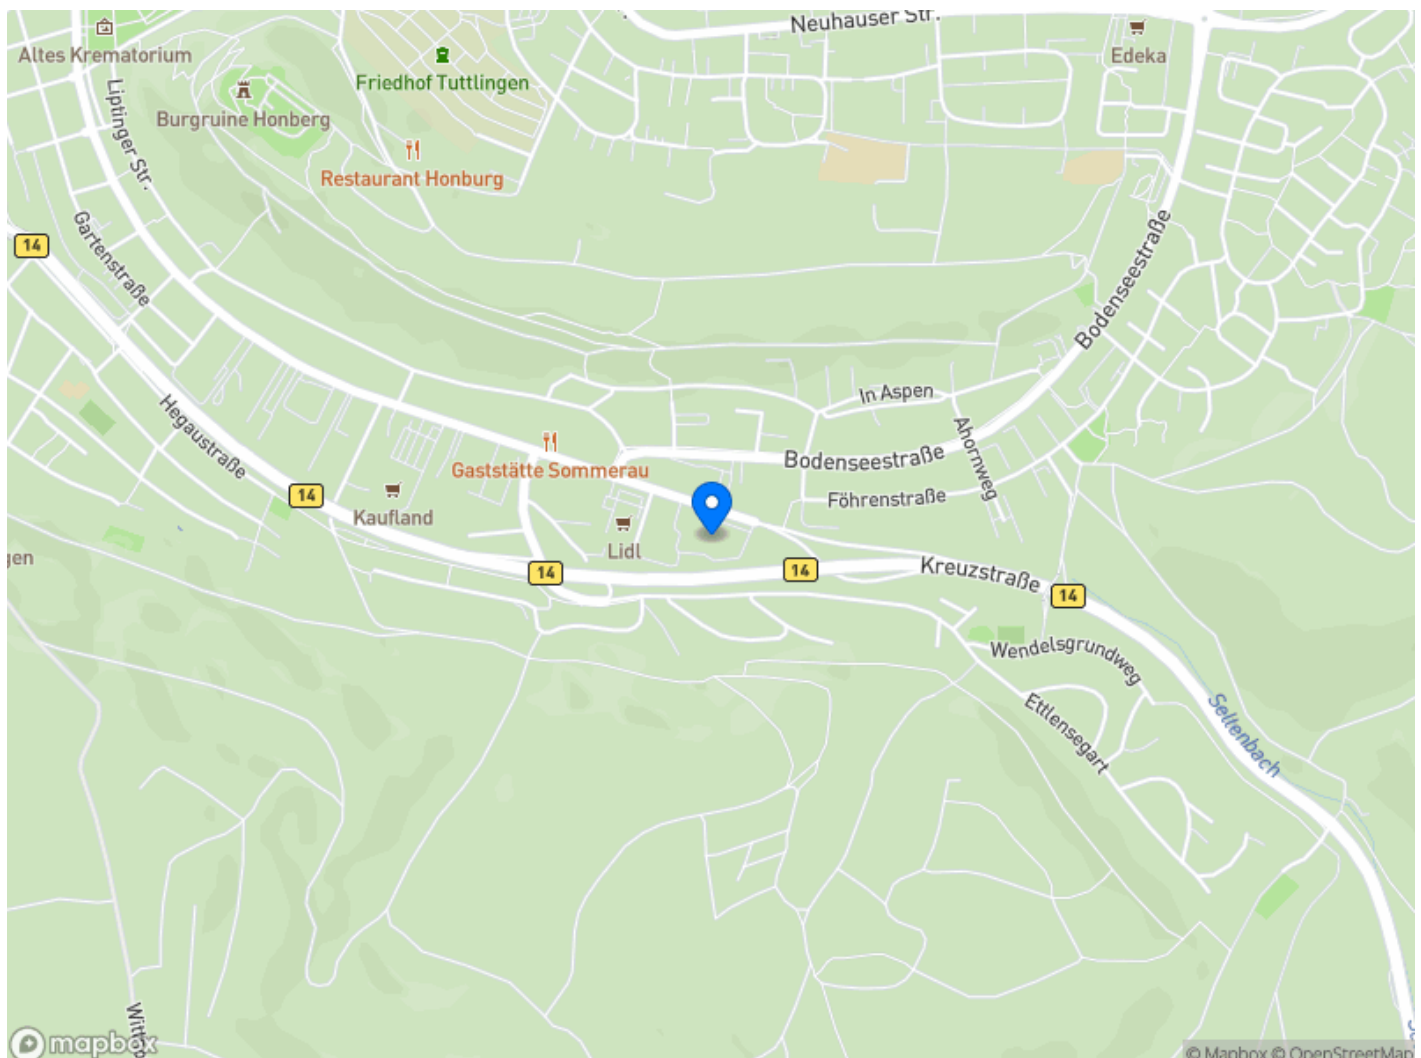 Neuhauser Str.
Edeka
Altes Krematorium
Friedhof Tuttlingen
Liptinger Str.
Burgruine Honberg
Restaurant Honburg
14
Gartenstraße
Bodenseestraße
In Aspen
Hegaustraße
Ahornweg
Gaststätte Sommerau
Bodenseestraße
14
Föhrenstraße
Kaufland
Lidl
14
14
Kreuzstraße
14
Wendelsgrundweg
Ettlensegart
Seltenbach
mapbox
© Mapbox © OpenStreetMap